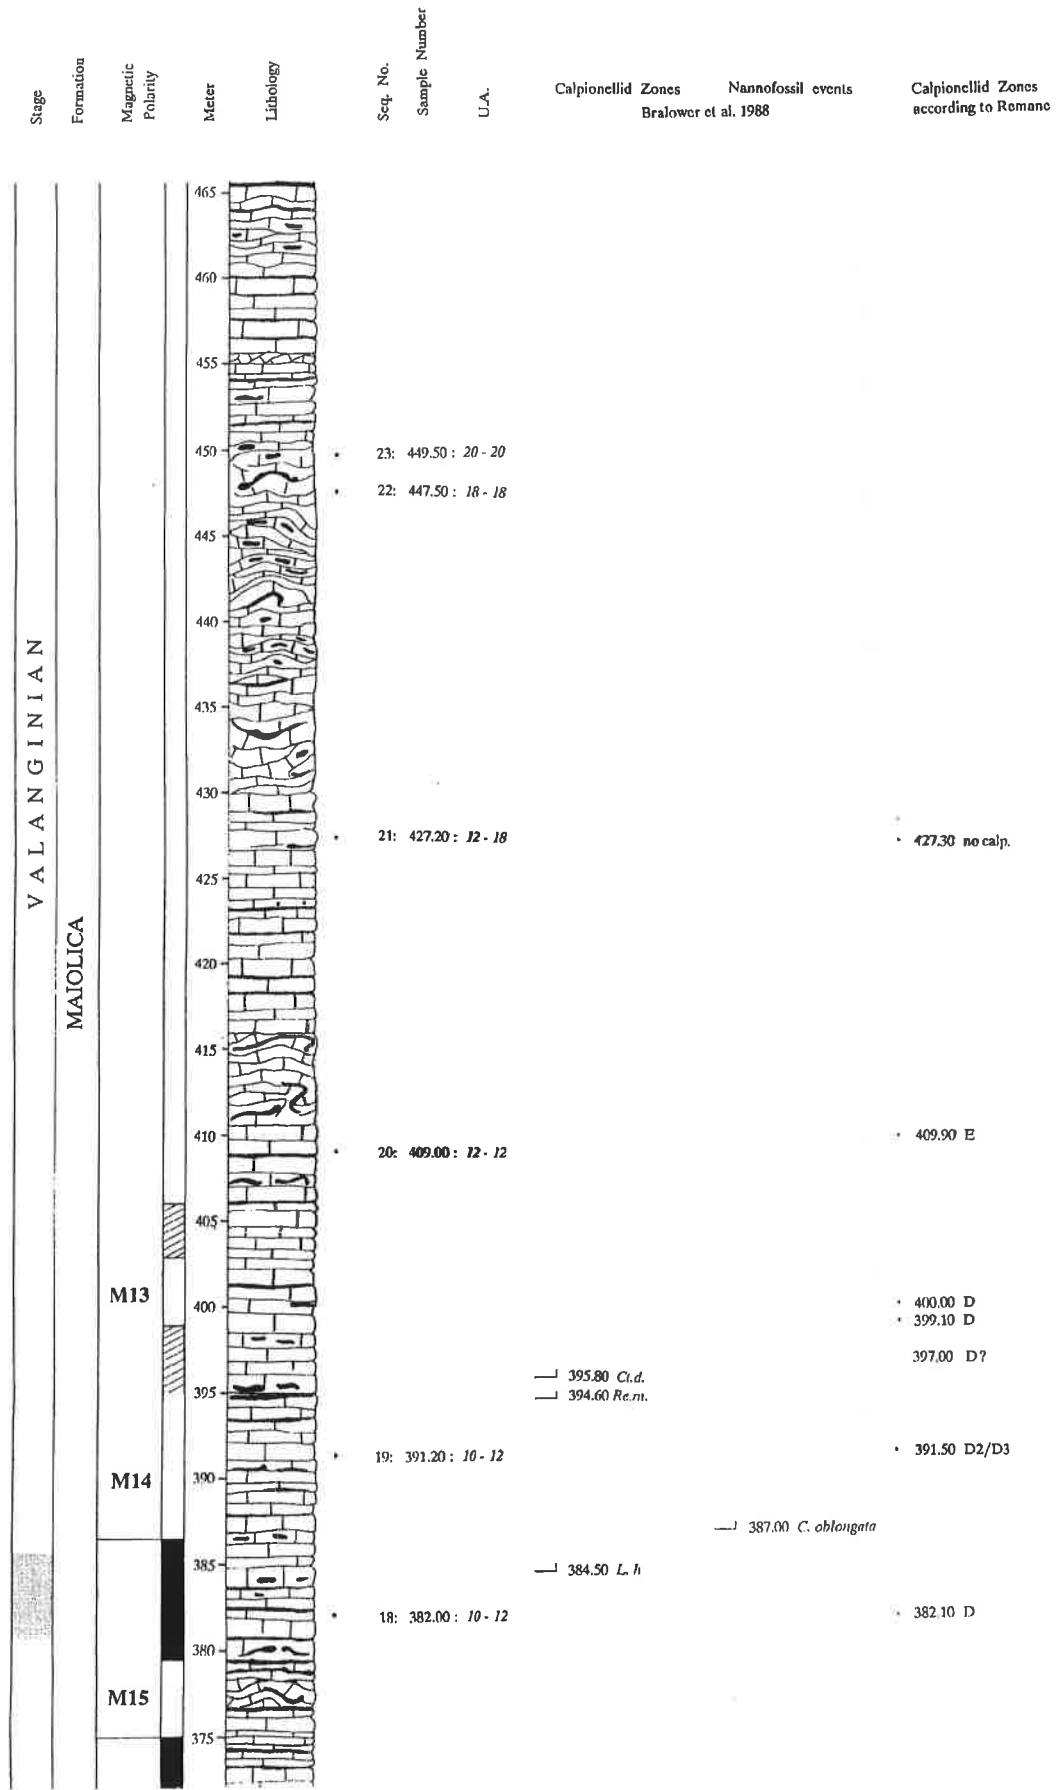 Stage
Formation
Magnetic
Polarity
Meter
Lithology
Seq. No.
Sample Number
U.A.
Calpionellid Zones Nannofossil events
Bralower et al. 1988
Calpionellid Zones
according to Remane
465
460
455
450
23: 449.50 : 20 - 20
22: 447.50 : 18 - 18
445
440
435
430
21: 427.20 : 12 - 18
427.30 no calp.
425
420
415
410
409.90 E
20: 409.00 : 12 - 12
405
400
400.00 D
399.10 D
397.00 D?
395.80 Ct.d.
395
394.60 Re.m.
19: 391.20 : 10 - 12
391.50 D2/D3
390
387.00 C. oblongata
385
384.50 L. h
18: 382.00 : 10 - 12
382.10 D
380
375
VALANGINIAN
MAIOLICA
M13
M14
M15